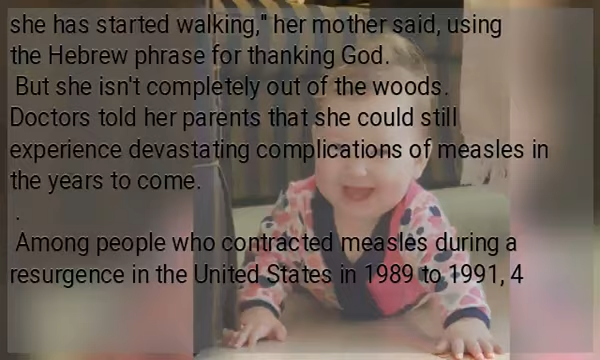 she has started walking," her mother said, using
the Hebrew phrase for thanking God.
But she isn't completely out of the woods.
Doctors told her parents that she could still
experience devastating complications of measles in
the years to come.
.
Among people who contracted measles during a
resurgence in the United States in 1989 to 1991, 4